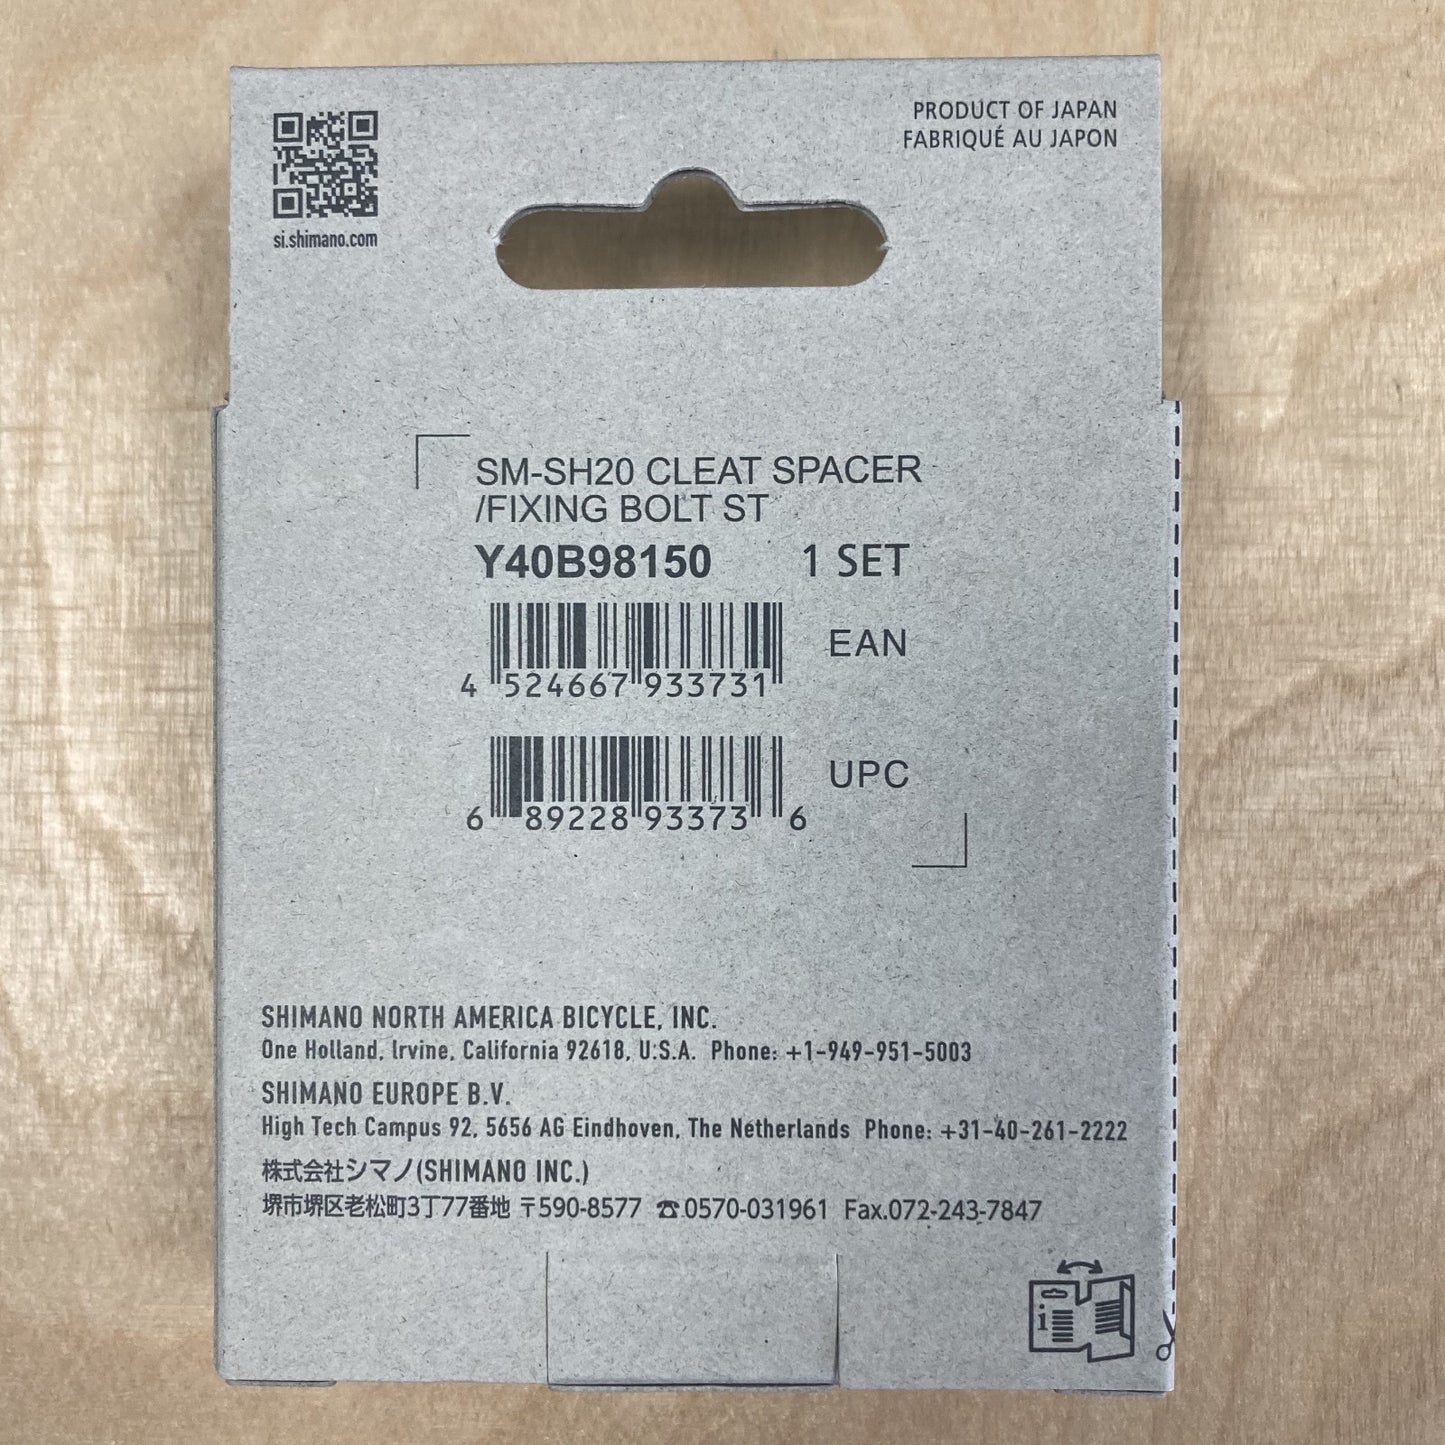 PRODUCT OF JAPAN
FABRIQUÉ AU JAPON
si.shimano.com
SM-SH20 CLEAT SPACER
/FIXING BOLT ST
Y40B98150 1 SET
EAN
4 524667 933731
UPC
6 89228 93373 6
SHIMANO NORTH AMERICA BICYCLE, INC.
One Holland, Irvine, California 92618, U.S.A. Phone: +1-949-951-5003
SHIMANO EUROPE B.V.
High Tech Campus 92, 5656 AG Eindhoven, The Netherlands Phone: +31-40-261-2222
株式会社シマノ(SHIMANO INC.)
堺市堺区老松町3丁77番地 〒590-8577 ☎0570-031961 Fax.072-243-7847
i